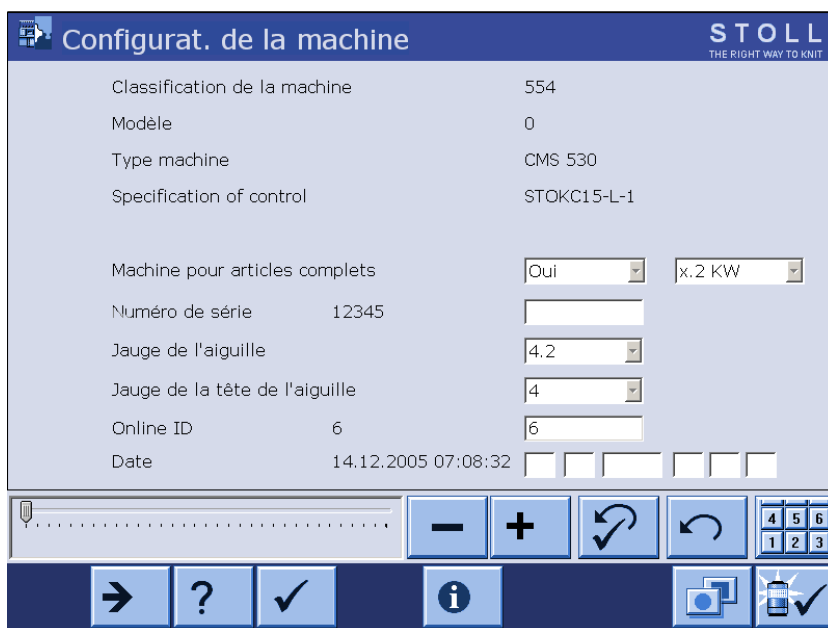 Configurat. de la machine
STOLL
THE RIGHT WAY TO KNIT
Classification de la machine 554
Modèle 0
Type machine CMS 530
Specification of control STOKC15-L-1
Machine pour articles complets Oui x.2 KW
Numéro de série 12345
Jauge de l'aiguille 4.2
Jauge de la tête de l'aiguille 4
Online ID 6 6
Date 14.12.2005 07:08:32
4 5 6
1 2 3